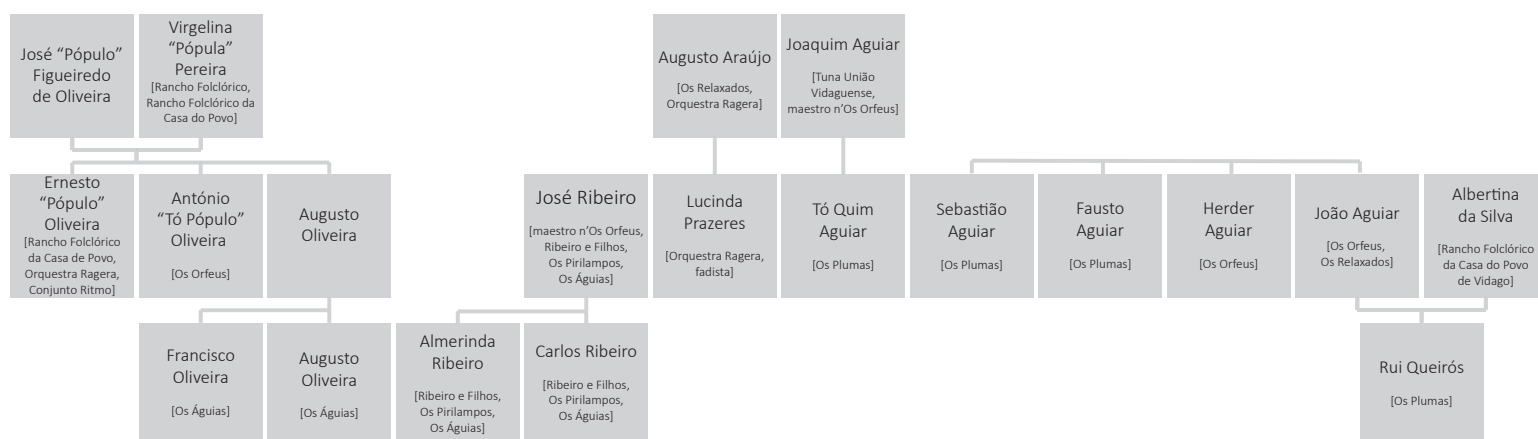 José “Pópulo”
Figueiredo
de Oliveira
Virgelina
“Pópula”
Pereira
[Rancho Folclórico,
Rancho Folclórico da
Casa do Povo]
Augusto Araújo
[Os Relaxados,
Orquestra Ragera]
Joaquim Aguiar
[Tuna União
Vidaguense,
maestro n’Os Orfeus]
Ernesto
“Pópulo”
Oliveira
[Rancho Folclórico
da Casa de Povo,
Orquestra Ragera,
Conjunto Ritmo]
António
“Tó Pópulo”
Oliveira
[Os Orfeus]
Augusto
Oliveira
José Ribeiro
[maestro n’Os Orfeus,
Ribeiro e Filhos,
Os Pirilampos,
Os Águias]
Lucinda
Prazeres
[Orquestra Ragera,
fadista]
Tó Quim
Aguiar
[Os Plumas]
Sebastião
Aguiar
[Os Plumas]
Fausto
Aguiar
[Os Plumas]
Herder
Aguiar
[Os Orfeus]
João Aguiar
[Os Orfeus,
Os Relaxados]
Albertina
da Silva
[Rancho Folclórico
da Casa do Povo
de Vidago]
Francisco
Oliveira
[Os Águias]
Augusto
Oliveira
[Os Águias]
Almerinda
Ribeiro
[Ribeiro e Filhos,
Os Pirilampos,
Os Águias]
Carlos Ribeiro
[Ribeiro e Filhos,
Os Pirilampos,
Os Águias]
Rui Queirós
[Os Plumas]